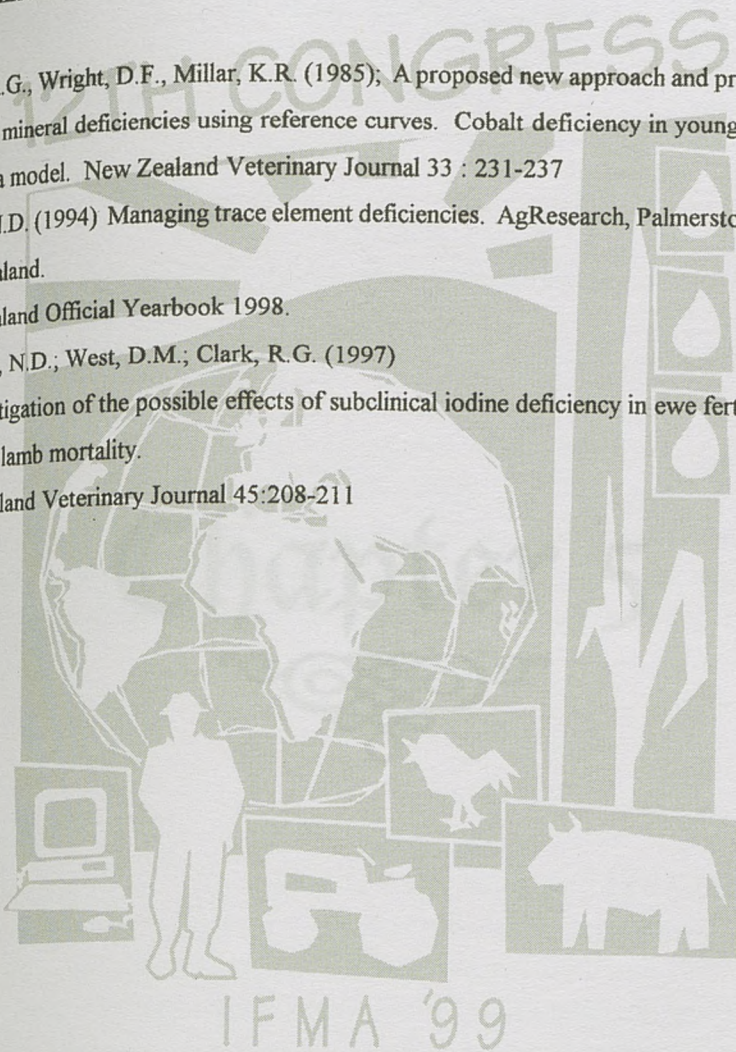 12TH CONGRESS
.G., Wright, D.F., Millar, K.R. (1985); A proposed new approach and pr
mineral deficiencies using reference curves. Cobalt deficiency in young
a model. New Zealand Veterinary Journal 33 : 231-237
.D. (1994) Managing trace element deficiencies. AgResearch, Palmersto
land.
land Official Yearbook 1998.
, N.D.; West, D.M.; Clark, R.G. (1997)
tigation of the possible effects of subclinical iodine deficiency in ewe fert
lamb mortality.
land Veterinary Journal 45:208-211
IFMA '99